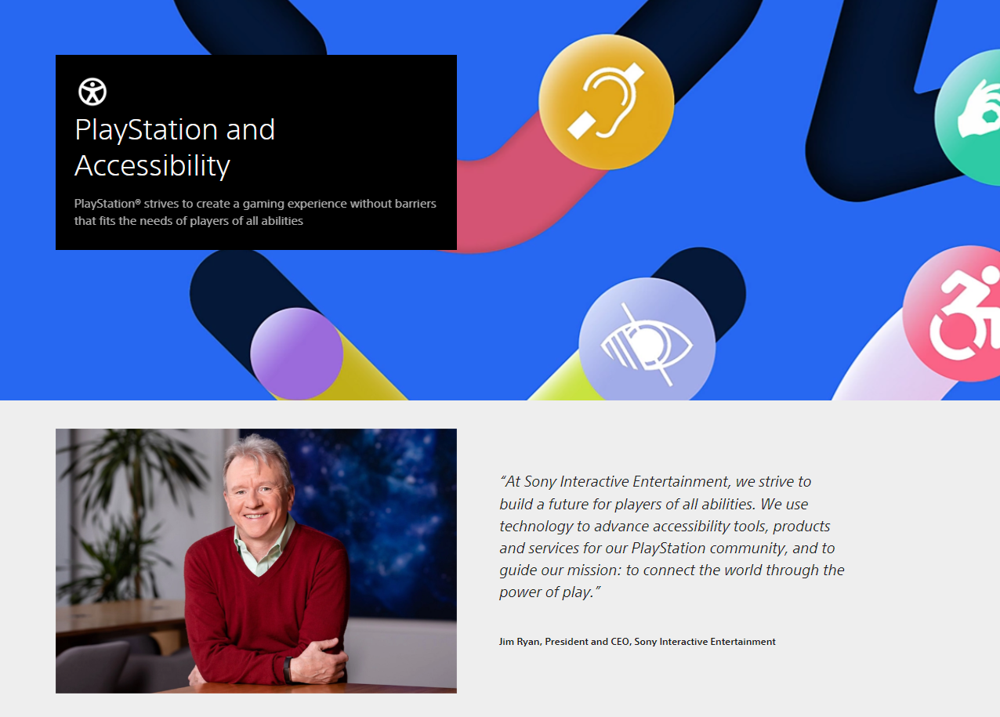 PlayStation and
Accessibility
PlayStation® strives to create a gaming experience without barriers
that fits the needs of players of all abilities
“At Sony Interactive Entertainment, we strive to
build a future for players of all abilities. We use
technology to advance accessibility tools, products
and services for our PlayStation community, and to
guide our mission: to connect the world through the
power of play.”
Jim Ryan, President and CEO, Sony Interactive Entertainment